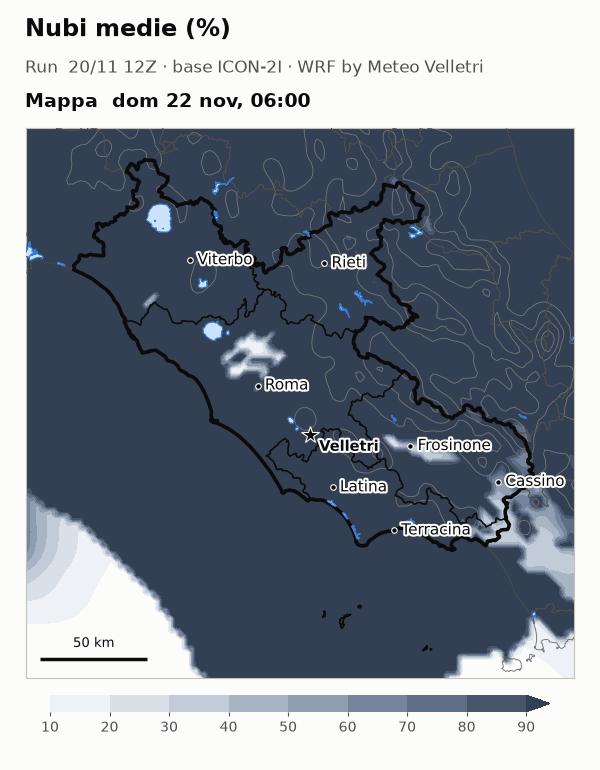 Nubi medie (%)
Run 20/11 12Z · base ICON-2I · WRF by Meteo Velletri
Mappa dom 22 nov, 06:00
Viterbo
Rieti
Roma
Velletri
Frosinone
Cassino
Latina
Terracina
50 km
10 20 30 40 50 60 70 80 90